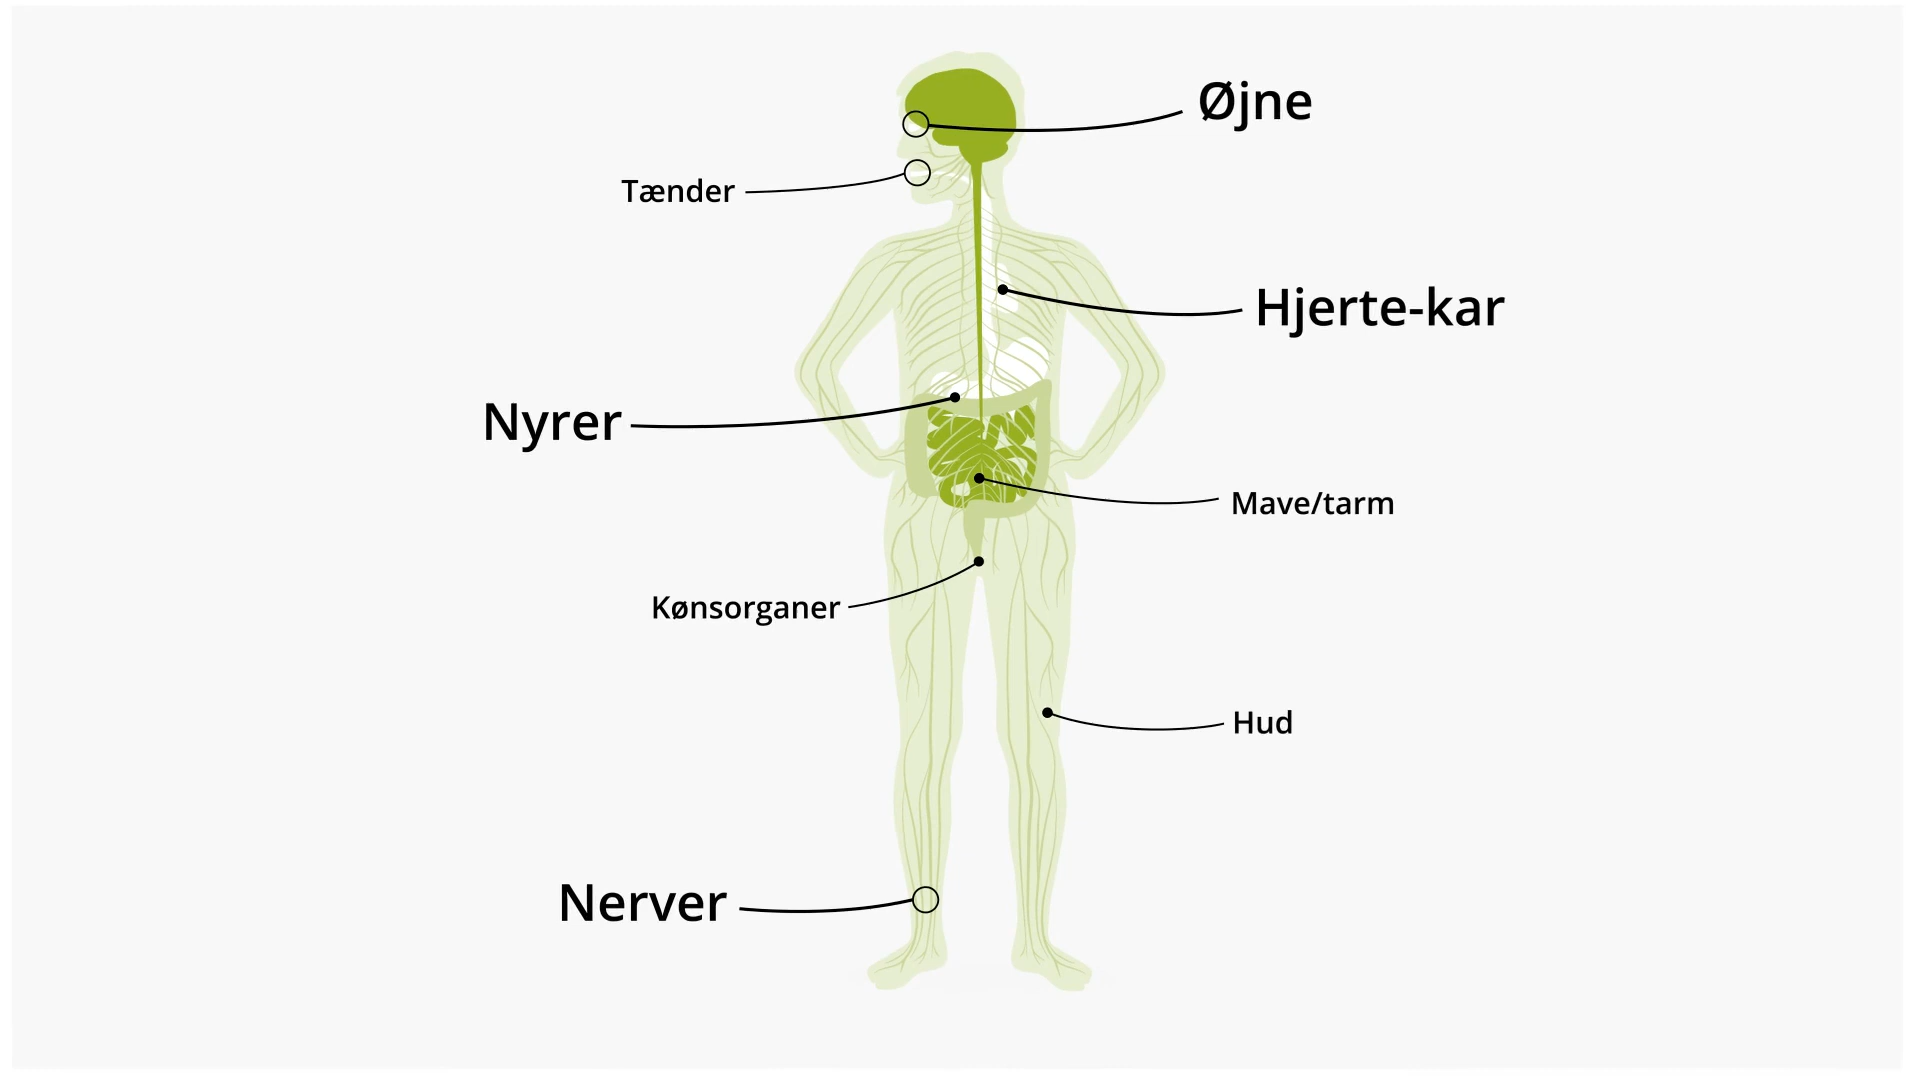 Øjne
Tænder
Hjerte-kar
Nyrer
Mave/tarm
Kønsorganer
Hud
Nerver